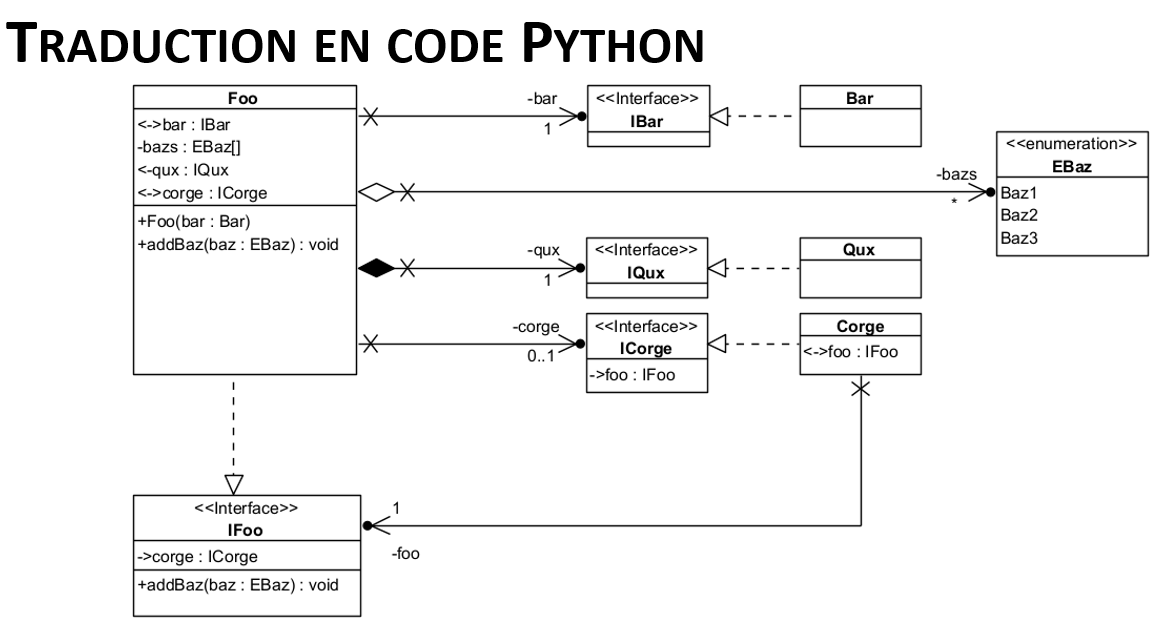 TRADUCTION EN CODE PYTHON
Foo
<->bar : IBar
-bazs : EBaz[]
<-qux : IQux
<->corge : ICorge
+Foo(bar : Bar)
+addBaz(baz : EBaz) : void
-bar
1
<<Interface>>
IBar
Bar
-bazs
*
<<enumeration>>
EBaz
Baz1
Baz2
Baz3
-qux
1
<<Interface>>
IQux
Qux
-corge
0..1
<<Interface>>
ICorge
->foo : IFoo
Corge
<->foo : IFoo
<<Interface>>
IFoo
->corge : ICorge
+addBaz(baz : EBaz) : void
1
-foo